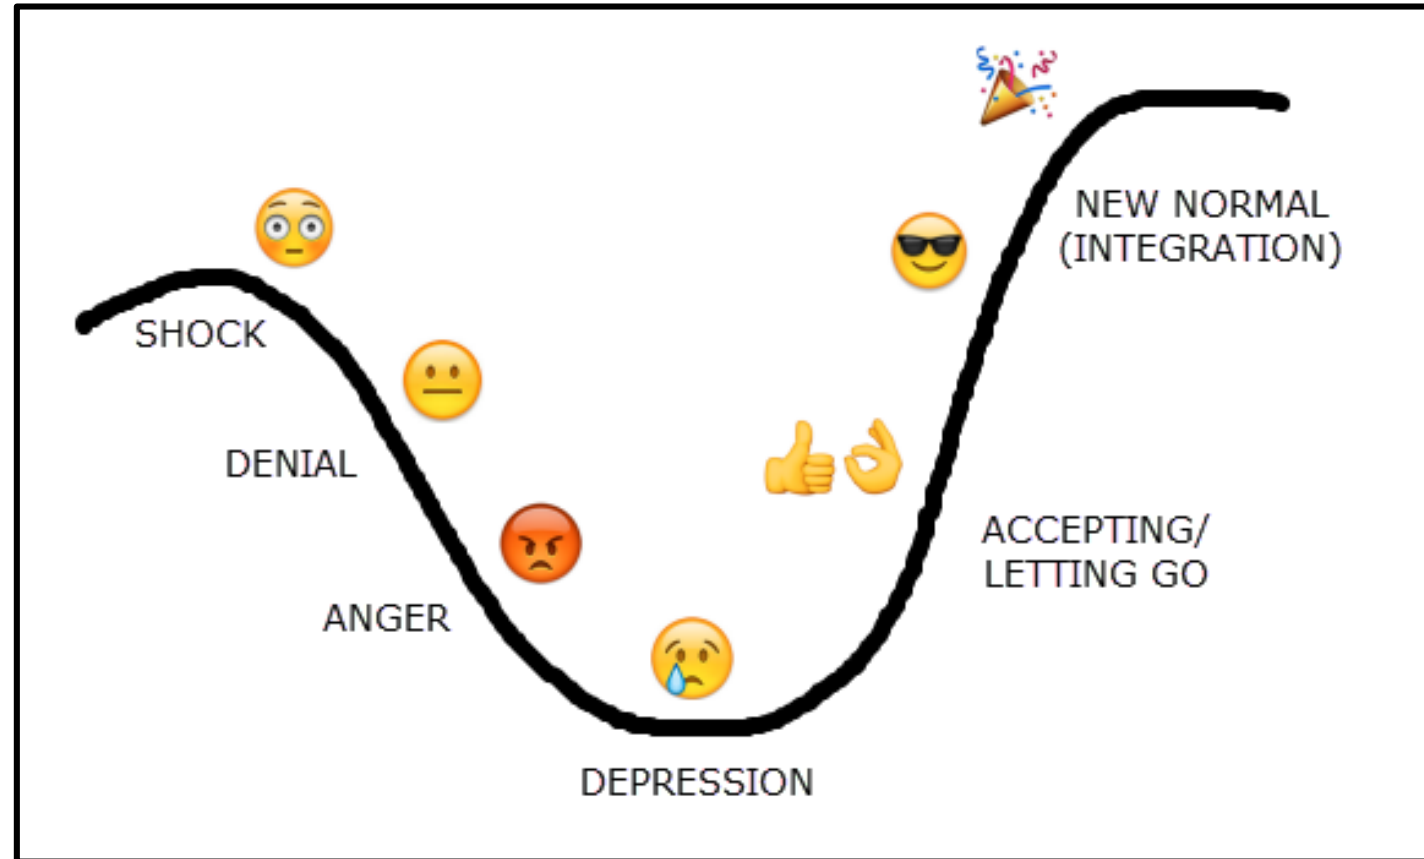 SHOCK
DENIAL
ANGER
DEPRESSION
ACCEPTING/
LETTING GO
NEW NORMAL
(INTEGRATION)